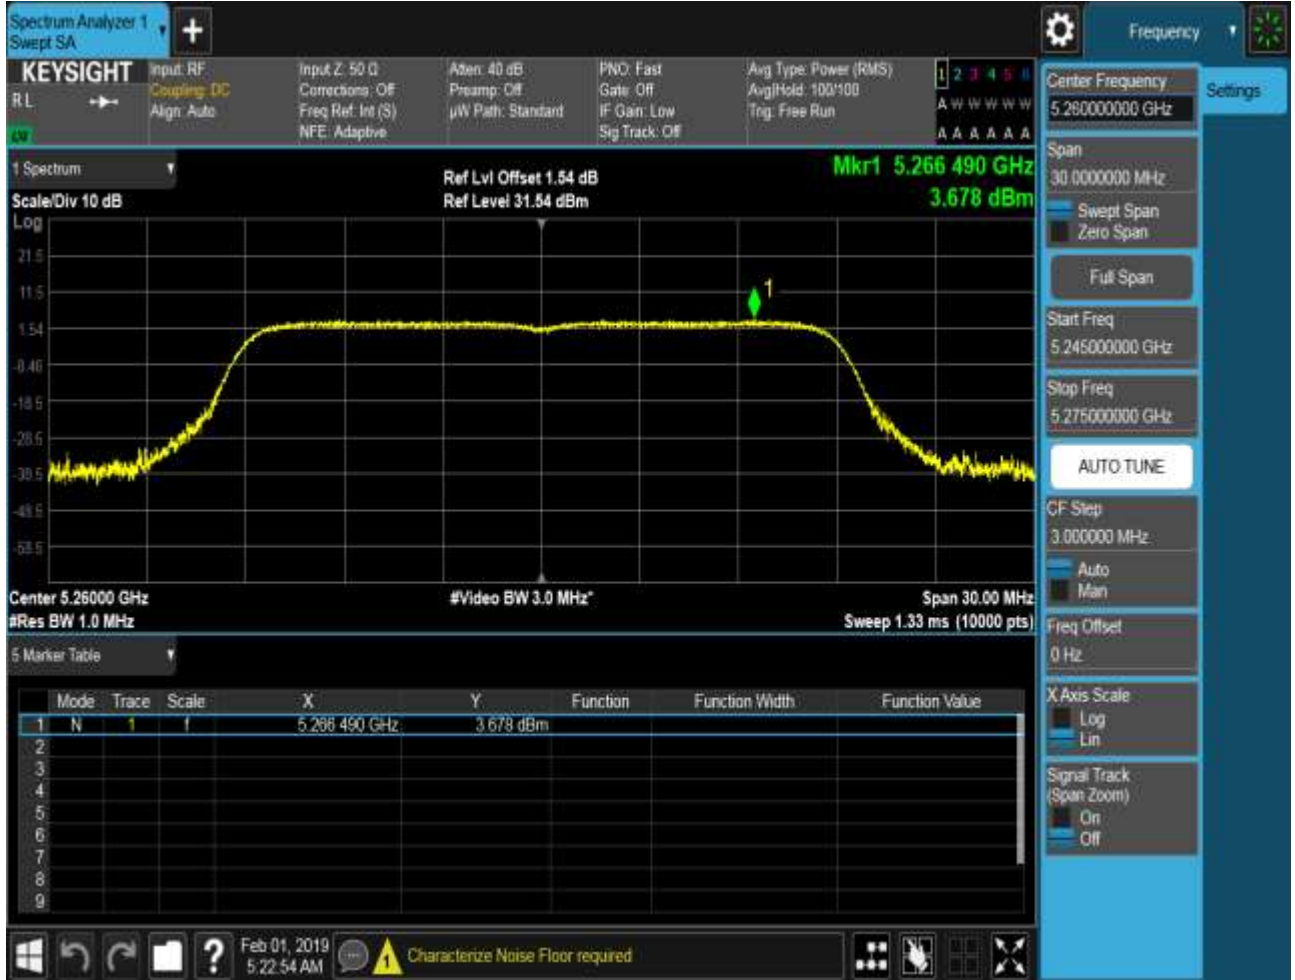 Spectrum Analyzer 1
Swept SA
Frequency
KEYSIGHT
RL
Input: RF
Coupling: DC
Align: Auto
Input Z: 50 Ω
Corrections: Off
Freq Ref: Int (S)
NFE: Adaptive
Atten: 40 dB
Preamp: Off
µW Path: Standard
PNO: Fast
Gate: Off
IF Gain: Low
Sig Track: Off
Avg Type: Power (RMS)
Avg|Hold: 100/100
Trig: Free Run
1 2 3 4 5 6
A W W W W W
A A A A A A
1 Spectrum
Scale/Div 10 dB
Ref Lvl Offset 1.54 dB
Ref Level 31.54 dBm
Mkr1 5.266 490 GHz
3.678 dBm
Log
21.5
11.5
1.54
-8.46
-18.5
-28.5
-38.5
-48.5
-58.5
1
Center 5.26000 GHz
#Video BW 3.0 MHz*
Span 30.00 MHz
#Res BW 1.0 MHz
Sweep 1.33 ms (10000 pts)
5 Marker Table
Mode Trace Scale X Y Function Function Width Function Value
1 N 1 f 5.266 490 GHz 3.678 dBm
2
3
4
5
6
7
8
9
Center Frequency
5.260000000 GHz
Settings
Span
30.0000000 MHz
Swept Span
Zero Span
Full Span
Start Freq
5.245000000 GHz
Stop Freq
5.275000000 GHz
AUTO TUNE
CF Step
3.000000 MHz
Auto
Man
Freq Offset
0 Hz
X Axis Scale
Log
Lin
Signal Track
(Span Zoom)
On
Off
?
Feb 01, 2019
5:22:54 AM
1
Characterize Noise Floor required